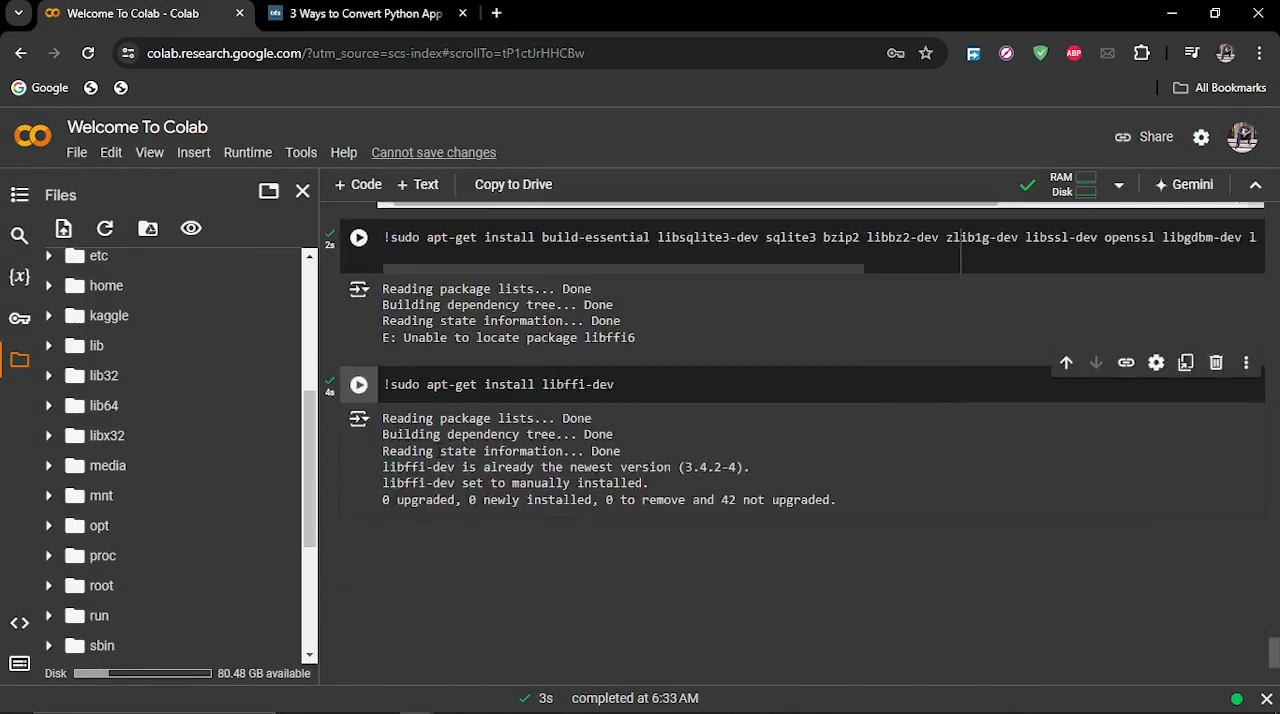 Welcome To Colab - Colab
tds
3 Ways to Convert Python App
colab.research.google.com/?utm_source=scs-index#scrollTo=tP1ctJrHHCBw
ABP
Google
All Bookmarks
Welcome To Colab
File Edit View Insert Runtime Tools Help Cannot save changes
Share
Files
+ Code + Text Copy to Drive
RAM
Disk
Gemini
etc
home
kaggle
lib
lib32
lib64
libx32
media
mnt
opt
proc
root
run
sbin
Disk 80.48 GB available
{x}
2s
!sudo apt-get install build-essential libsqlite3-dev sqlite3 bzip2 libbz2-dev zlib1g-dev libssl-dev openssl libgdbm-dev l
Reading package lists... Done
Building dependency tree... Done
Reading state information... Done
E: Unable to locate package libffi6
4s
!sudo apt-get install libffi-dev
Reading package lists... Done
Building dependency tree... Done
Reading state information... Done
libffi-dev is already the newest version (3.4.2-4).
libffi-dev set to manually installed.
0 upgraded, 0 newly installed, 0 to remove and 42 not upgraded.
3s completed at 6:33 AM